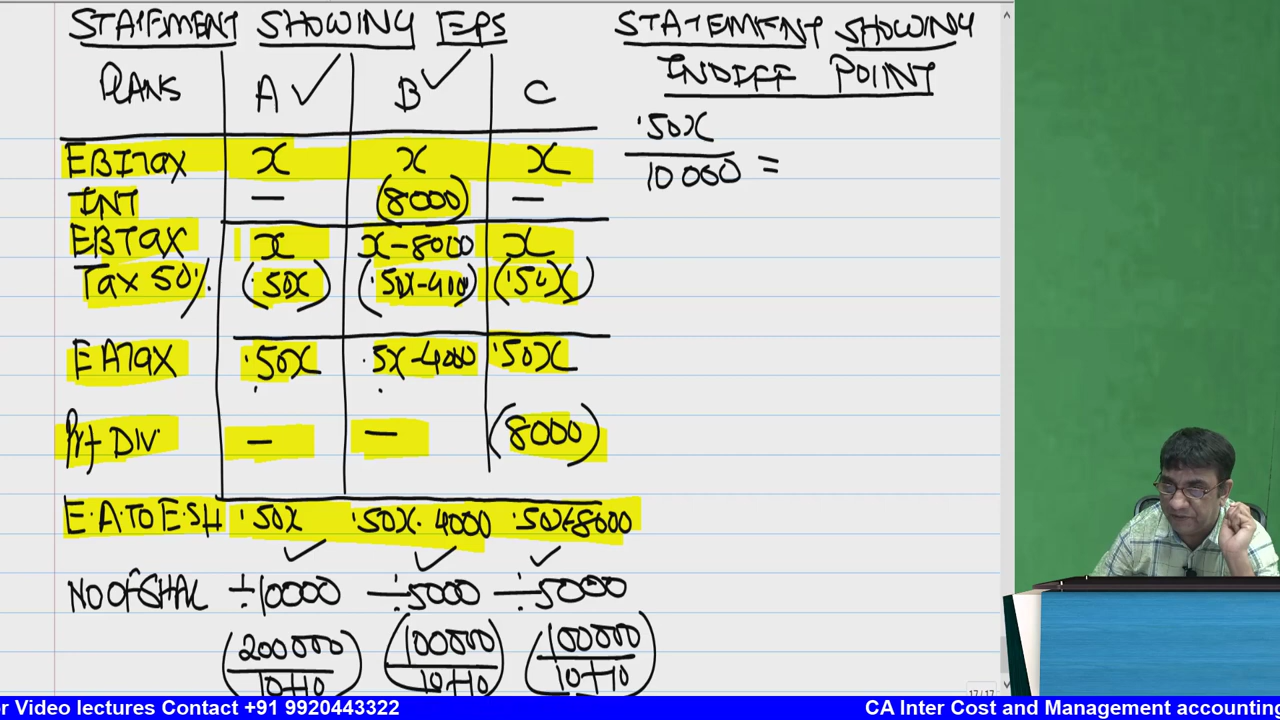 STATEMENT SHOWING EPS
PLANS A ✓ B ✓ C
EBITax x x x
INT — (8000) —
EBTax x x-8000 x
Tax 50% (.50x) (.50x-4000) (.50x)
EATax .50x .5x-4000 .50x
Prf DIV — — (8000)
E.A.TO E.SH .50x .50x-4000 .50x-8000
✓ ✓ ✓
NO OF SHAR ÷10000 ÷5000 ÷5000
(200000 (100000 (100000
10+10) 10+10) 10+10)
STATEMENT SHOWING
INDIFF POINT
.50x
10000 =
17/17
r Video lectures Contact +91 9920443322 CA Inter Cost and Management accounting